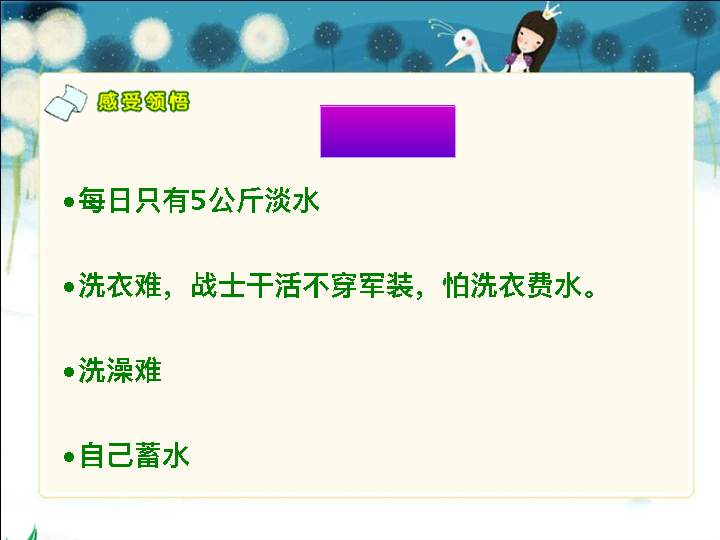 感受领悟
•每日只有5公斤淡水
•洗衣难，战士干活不穿军装，怕洗衣费水。
•洗澡难
•自己蓄水